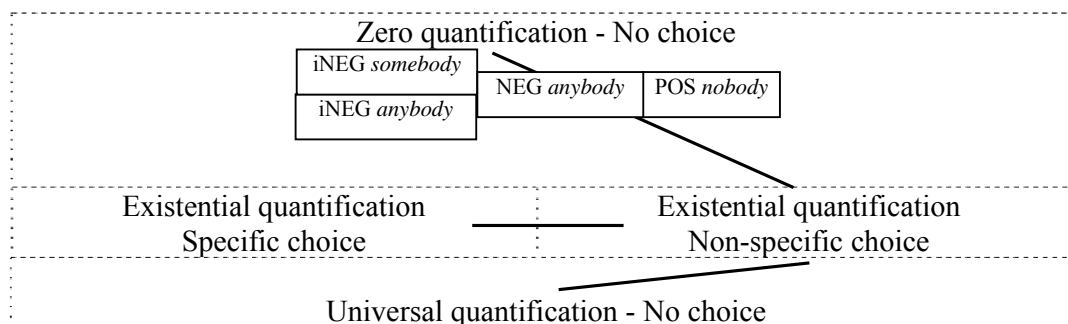 Zero quantification - No choice
iNEG somebody
NEG anybody
POS nobody
iNEG anybody
Existential quantification
Specific choice
Existential quantification
Non-specific choice
Universal quantification - No choice